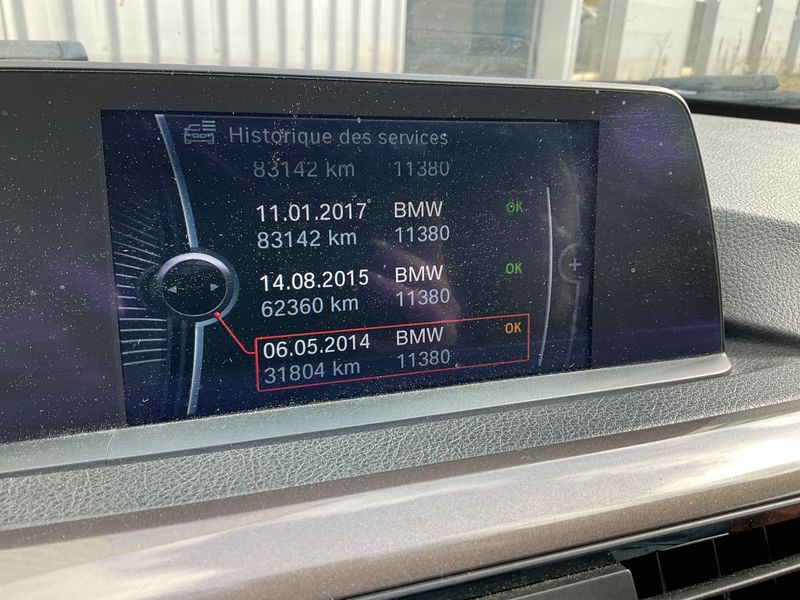 Historique des services
83142 km 11380
11.01.2017 BMW OK
83142 km 11380
14.08.2015 BMW OK
62360 km 11380
06.05.2014 BMW OK
31804 km 11380